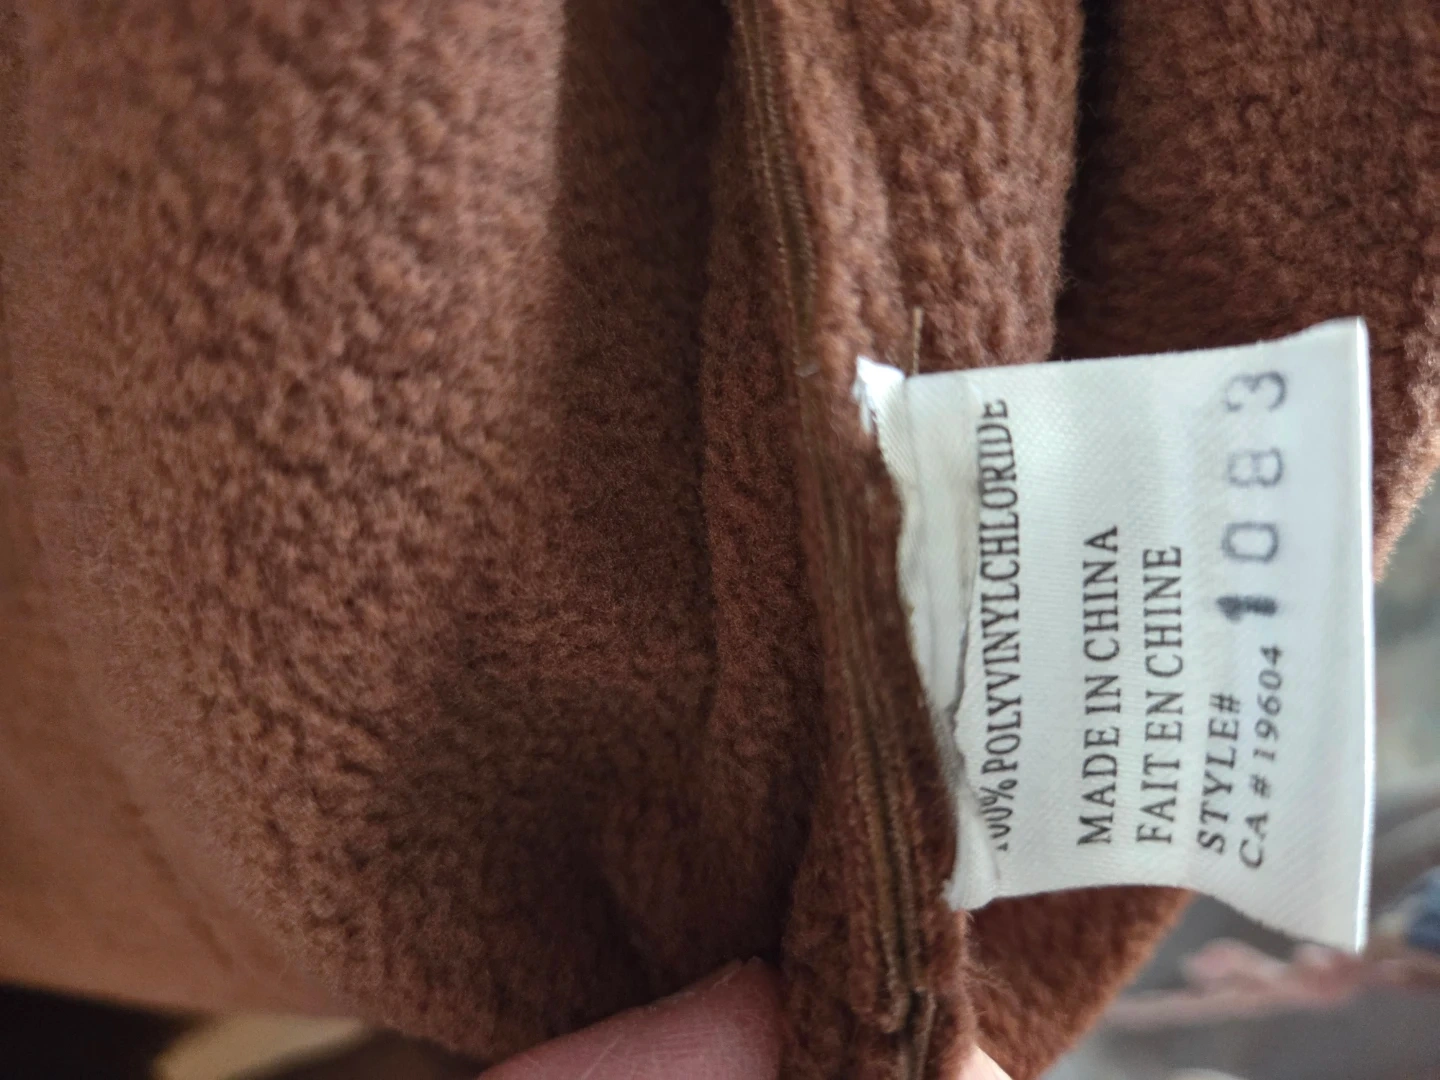 100% POLYVINYLCHLORIDE
MADE IN CHINA
FAIT EN CHINE
STYLE# 1083
CA # 19604